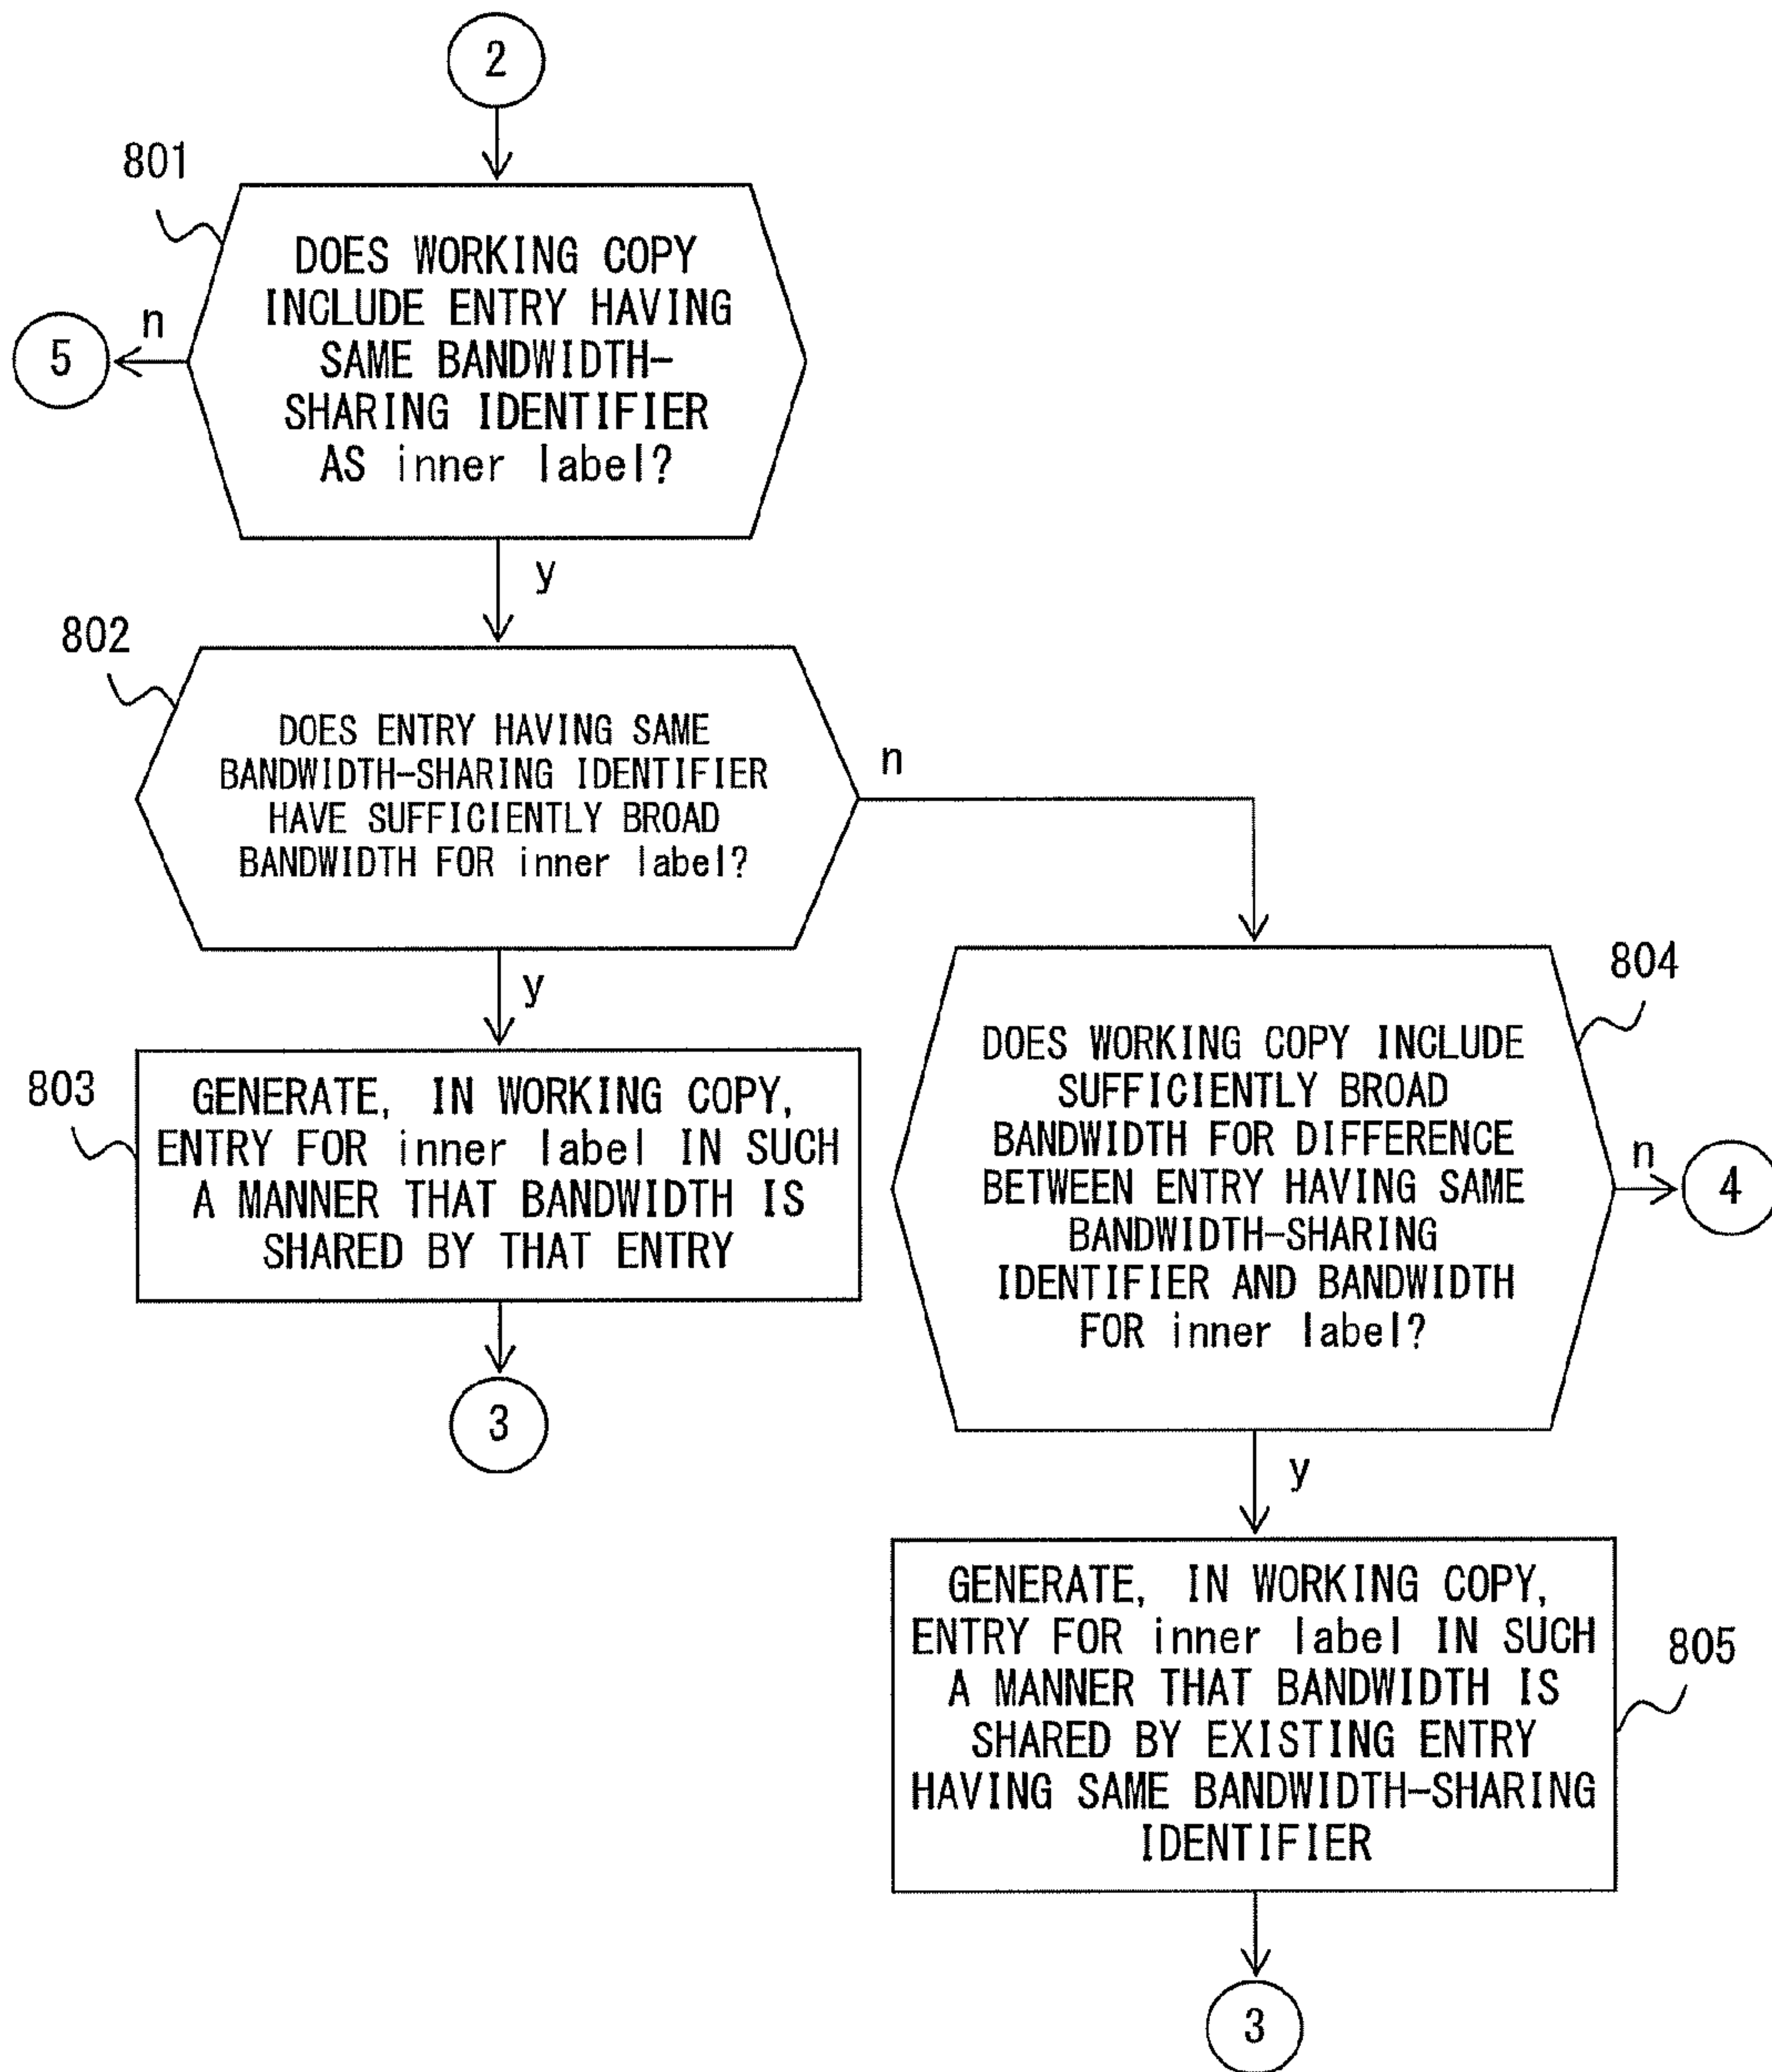 2
801
DOES WORKING COPY
INCLUDE ENTRY HAVING
SAME BANDWIDTH-
SHARING IDENTIFIER
AS inner label?
n
5
y
802
DOES ENTRY HAVING SAME
BANDWIDTH-SHARING IDENTIFIER
HAVE SUFFICIENTLY BROAD
BANDWIDTH FOR inner label?
n
y
803
GENERATE, IN WORKING COPY,
ENTRY FOR inner label IN SUCH
A MANNER THAT BANDWIDTH IS
SHARED BY THAT ENTRY
3
804
DOES WORKING COPY INCLUDE
SUFFICIENTLY BROAD
BANDWIDTH FOR DIFFERENCE
BETWEEN ENTRY HAVING SAME
BANDWIDTH-SHARING
IDENTIFIER AND BANDWIDTH
FOR inner label?
n
4
y
805
GENERATE, IN WORKING COPY,
ENTRY FOR inner label IN SUCH
A MANNER THAT BANDWIDTH IS
SHARED BY EXISTING ENTRY
HAVING SAME BANDWIDTH-SHARING
IDENTIFIER
3